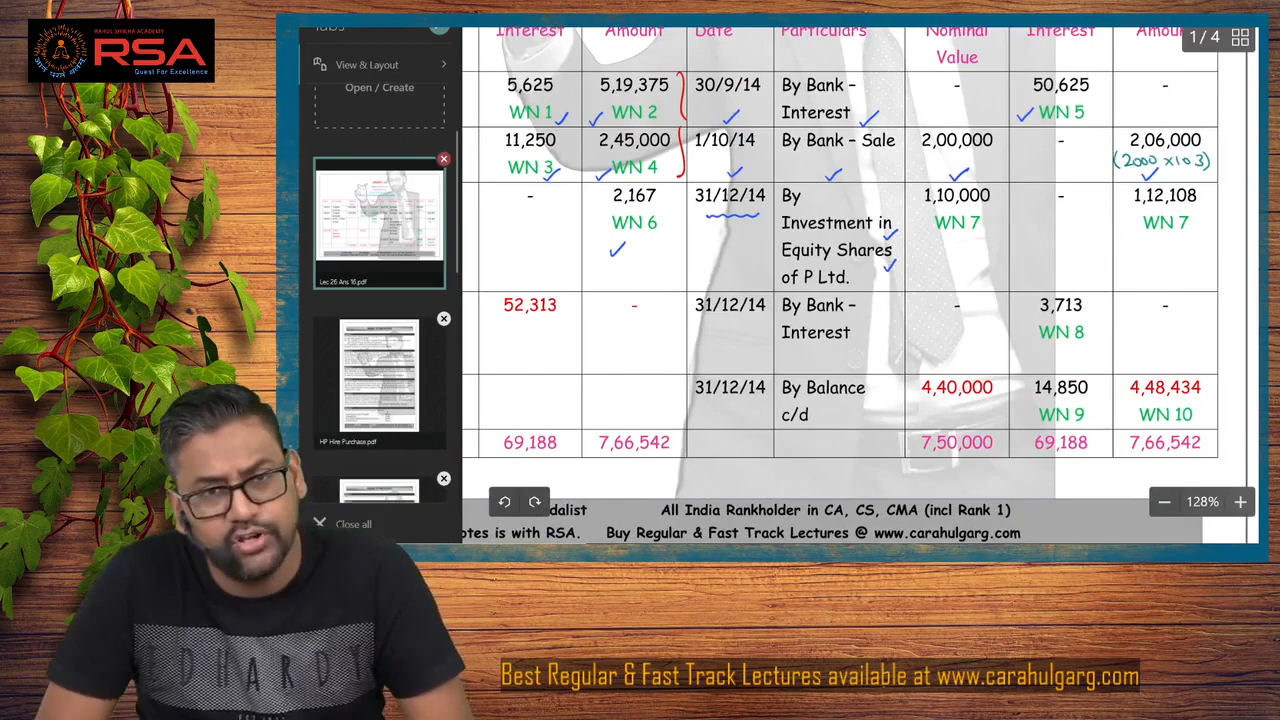 RAHUL SHIKHA ACADEMY
RSA
Quest For Excellence
View & Layout
Open / Create
Lec 26 Ans 16.pdf
HP Hire Purchase.pdf
Close all
1/4
Interest Amount Date Particulars Nominal Value Interest
5,625 5,19,375 30/9/14 By Bank – - 50,625 -
WN 1 WN 2 Interest WN 5
11,250 2,45,000 1/10/14 By Bank – Sale 2,00,000 - 2,06,000
WN 3 WN 4 (2000 x 103)
- 2,167 31/12/14 By 1,10,000 - 1,12,108
WN 6 Investment in WN 7 WN 7
Equity Shares
of P Ltd.
52,313 - 31/12/14 By Bank – - 3,713 -
Interest WN 8
31/12/14 By Balance 4,40,000 14,850 4,48,434
c/d WN 9 WN 10
69,188 7,66,542 7,50,000 69,188 7,66,542
128%
dalist All India Rankholder in CA, CS, CMA (incl Rank 1)
otes is with RSA. Buy Regular & Fast Track Lectures @ www.carahulgarg.com
EDHARDY
Best Regular & Fast Track Lectures available at www.carahulgarg.com